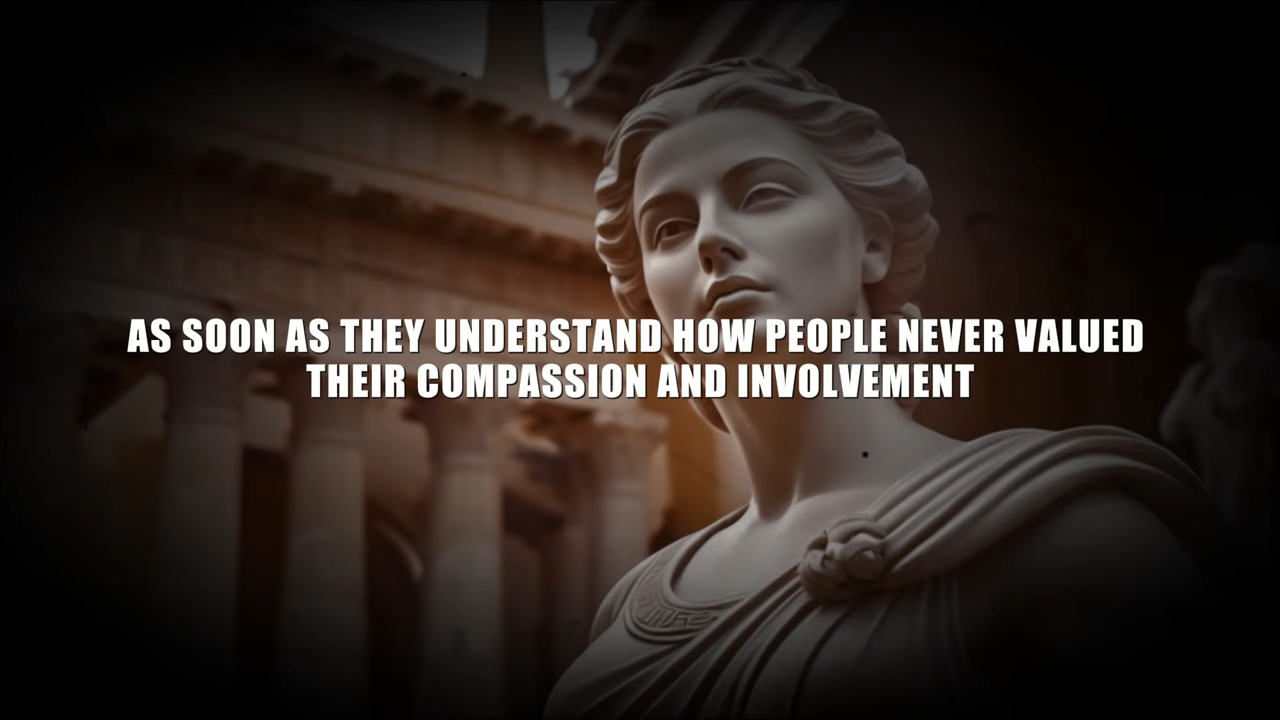 AS SOON AS THEY UNDERSTAND HOW PEOPLE NEVER VALUED
THEIR COMPASSION AND INVOLVEMENT